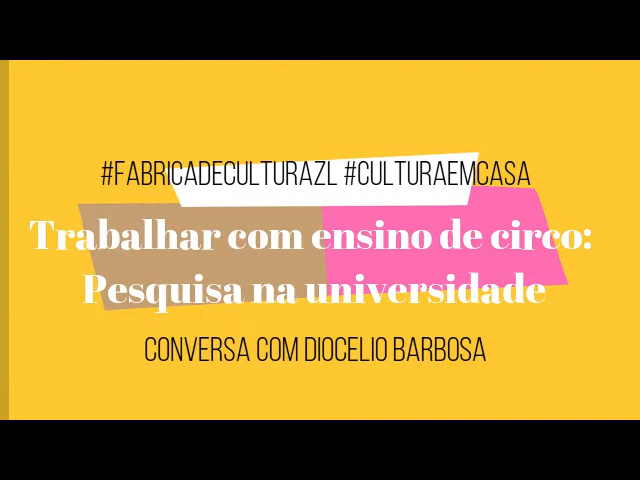 #FABRICADECULTURAZL #CULTURAEMCASA
Trabalhar com ensino de circo:
Pesquisa na universidade
CONVERSA COM DIOCELIO BARBOSA